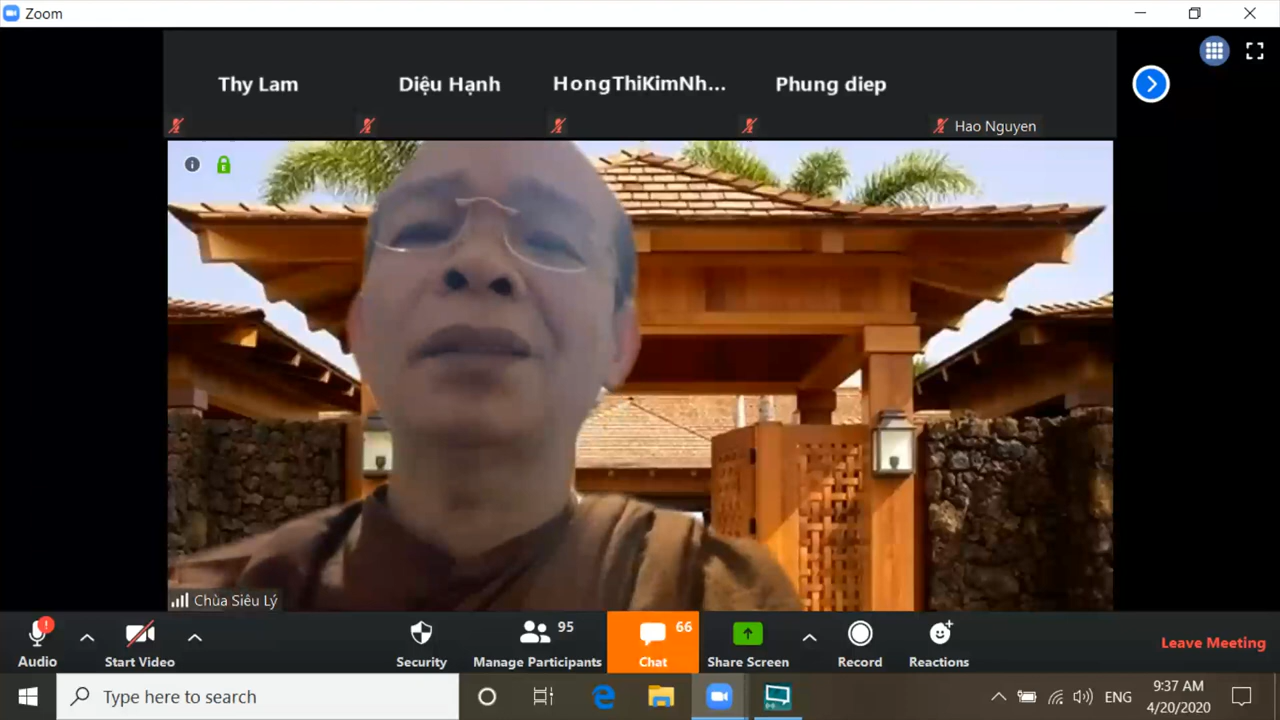 Zoom
Thy Lam
Diệu Hạnh
HongThiKimNh...
Phung diep
Hao Nguyen
Chùa Siêu Lý
95
66
Audio
Start Video
Security
Manage Participants
Chat
Share Screen
Record
Reactions
Leave Meeting
Type here to search
ENG
9:37 AM
4/20/2020